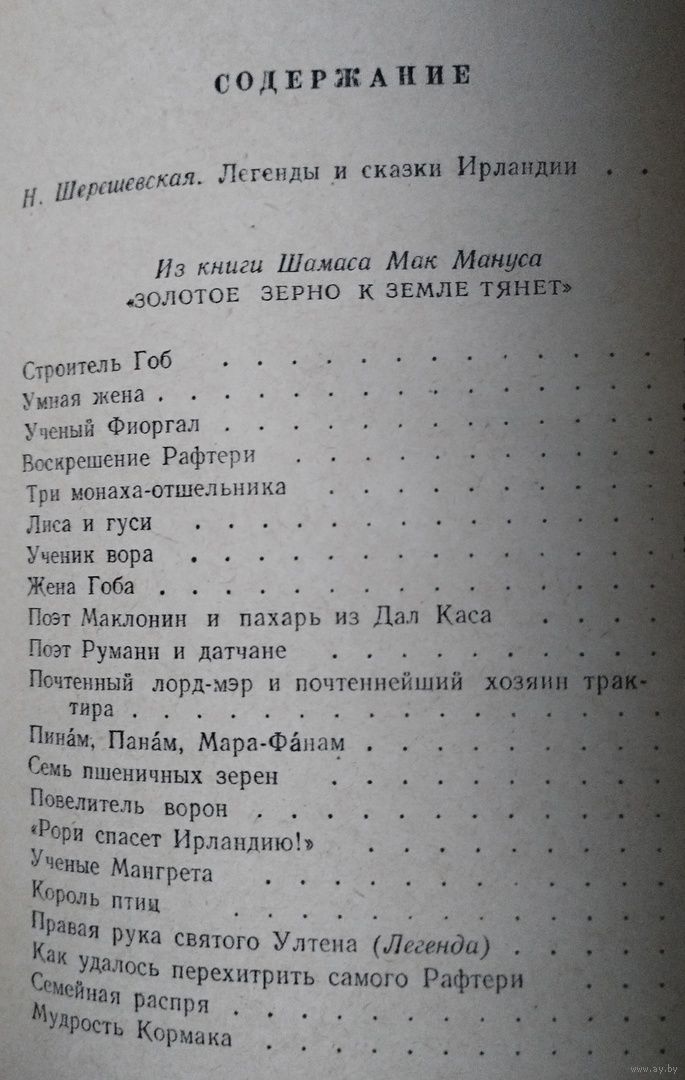 СОДЕРЖАНИЕ
Н. Шерешевская. Легенды и сказки Ирландии . .
Из книги Шамаса Мак Мануса
«ЗОЛОТОЕ ЗЕРНО К ЗЕМЛЕ ТЯНЕТ»
Строитель Гоб . . . . . . . . . . . . . .
Умная жена . . . . . . . . . . . . . . . .
Ученый Фиоргал . . . . . . . . . . . . . .
Воскрешение Рафтери . . . . . . . . . . . .
Три монаха-отшельника . . . . . . . . . . .
Лиса и гуси . . . . . . . . . . . . . . .
Ученик вора . . . . . . . . . . . . . . .
Жена Гоба . . . . . . . . . . . . . . . .
Поэт Маклонин и пахарь из Дал Каса . . . . .
Поэт Руманн и датчане . . . . . . . . . . .
Почтенный лорд-мэр и почтеннейший хозяин трак-
тира . . . . . . . . . . . . . . . . .
Пина́м, Пана́м, Мара-Фа́нам . . . . . . . . .
Семь пшеничных зерен . . . . . . . . . . .
Повелитель ворон . . . . . . . . . . . . .
«Рори спасет Ирландию!» . . . . . . . . . .
Ученые Мангрета . . . . . . . . . . . . .
Король птиц . . . . . . . . . . . . . .
Правая рука святого Ултена (Легенда) . . . . .
Как удалось перехитрить самого Рафтери . . .
Семейная распря . . . . . . . . . . . . .
Мудрость Кормака . . . . . . . . . . .
www.ay.by